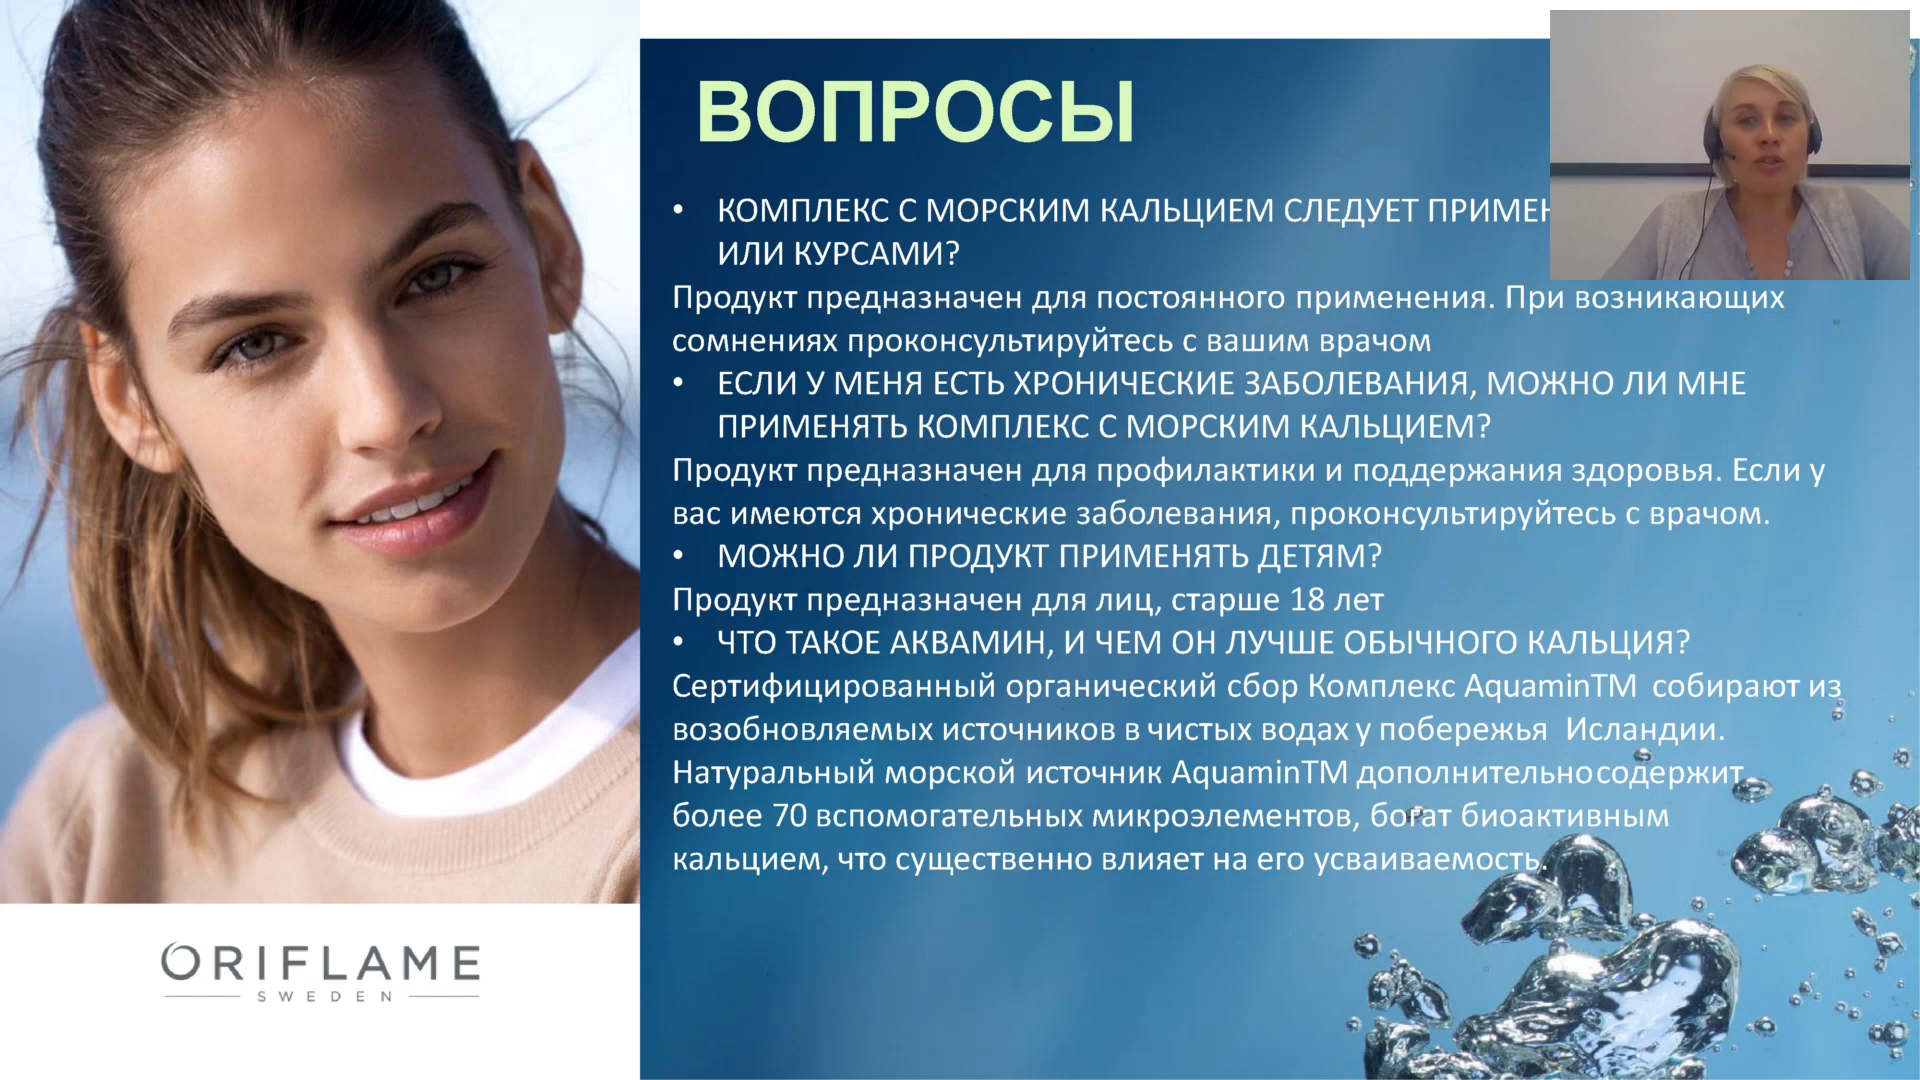 ВОПРОСЫ
• КОМПЛЕКС С МОРСКИМ КАЛЬЦИЕМ СЛЕДУЕТ
ИЛИ КУРСАМИ?
Продукт предназначен для постоянного применения. При возникающих
сомнениях проконсультируйтесь с вашим врачом
• ЕСЛИ У МЕНЯ ЕСТЬ ХРОНИЧЕСКИЕ ЗАБОЛЕВАНИЯ, МОЖНО ЛИ МНЕ
ПРИМЕНЯТЬ КОМПЛЕКС С МОРСКИМ КАЛЬЦИЕМ?
Продукт предназначен для профилактики и поддержания здоровья. Если у
вас имеются хронические заболевания, проконсультируйтесь с врачом.
• МОЖНО ЛИ ПРОДУКТ ПРИМЕНЯТЬ ДЕТЯМ?
Продукт предназначен для лиц, старше 18 лет
• ЧТО ТАКОЕ АКВАМИН, И ЧЕМ ОН ЛУЧШЕ ОБЫЧНОГО КАЛЬЦИЯ?
Сертифицированный органический сбор Комплекс AquaminTM собирают из
возобновляемых источников в чистых водах у побережья Исландии.
Натуральный морской источник AquaminTM дополнительно содержит
более 70 вспомогательных микроэлементов, богат биоактивным
кальцием, что существенно влияет на его усваиваемость.
ORIFLAME
SWEDEN